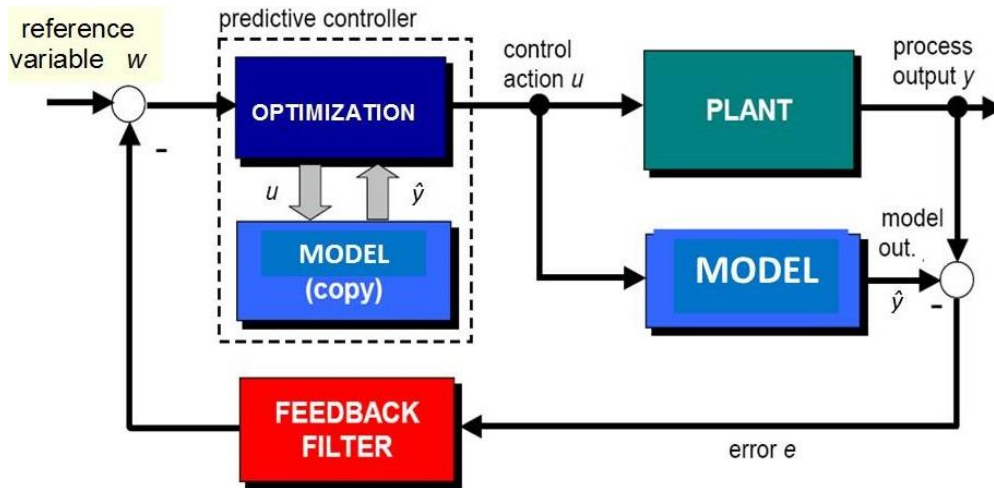 reference
variable w
predictive controller
OPTIMIZATION
u
ŷ
MODEL
(copy)
control
action u
PLANT
process
output y
MODEL
model
out.
ŷ
-
-
FEEDBACK
FILTER
error e